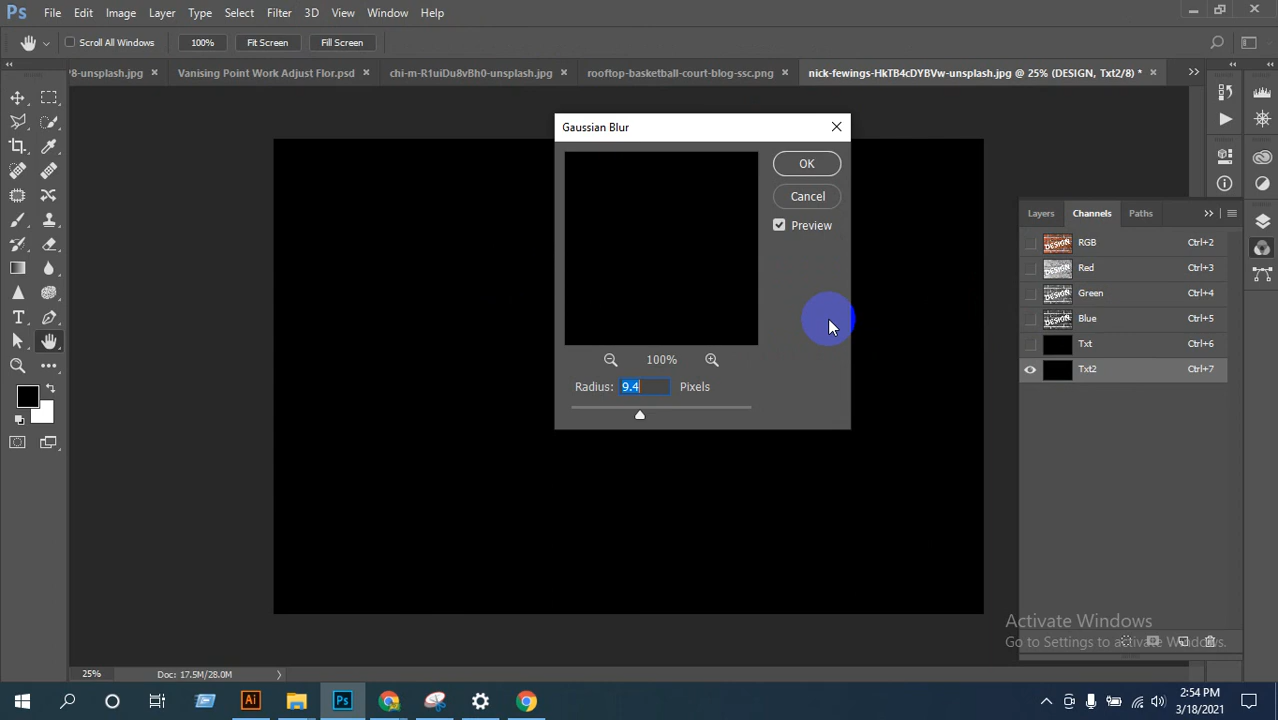 Ps File Edit Image Layer Type Select Filter 3D View Window Help
Scroll All Windows 100% Fit Screen Fill Screen
?8-unsplash.jpg Vanising Point Work Adjust Flor.psd chi-m-R1uiDu8vBh0-unsplash.jpg rooftop-basketball-court-blog-ssc.png nick-fewings-HkTB4cDYBVw-unsplash.jpg @ 25% (DESIGN, Txt2/8) *
Gaussian Blur
OK
Cancel
Preview
100%
Radius: 9.4 Pixels
Layers Channels Paths
RGB Ctrl+2
Red Ctrl+3
Green Ctrl+4
Blue Ctrl+5
Txt Ctrl+6
Txt2 Ctrl+7
Activate Windows
Go to Settings to activate Windows.
25% Doc: 17.5M/28.0M
Ai Ps
2:54 PM
3/18/2021